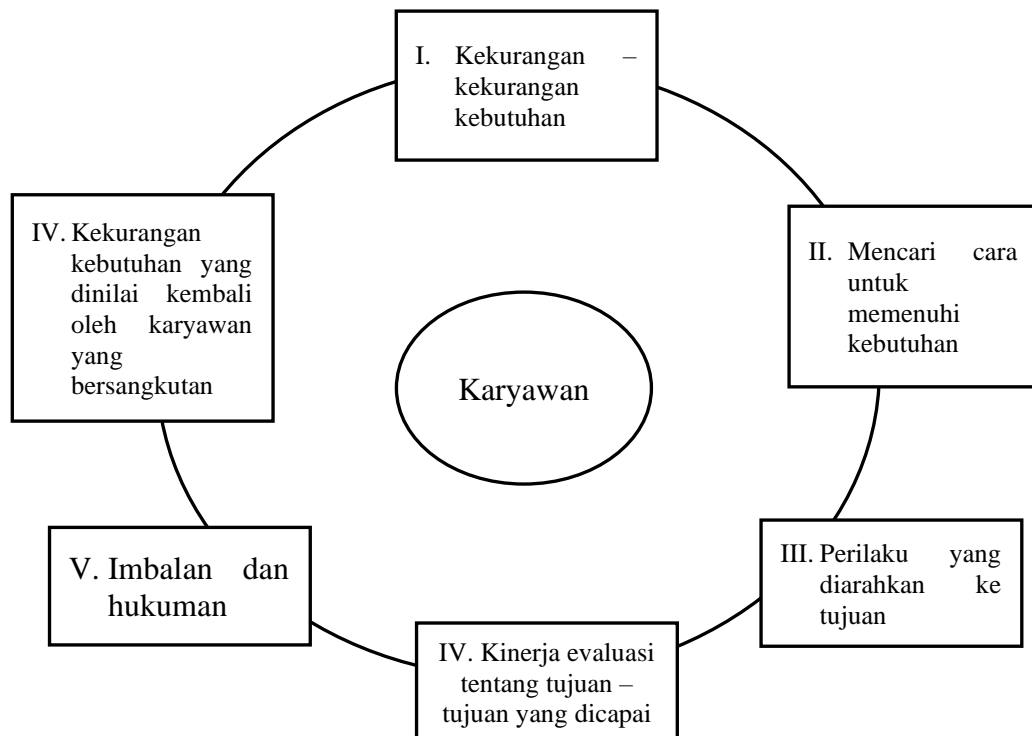 I. Kekurangan –
kekurangan
kebutuhan
II. Mencari cara
untuk
memenuhi
kebutuhan
III. Perilaku yang
diarahkan ke
tujuan
IV. Kinerja evaluasi
tentang tujuan –
tujuan yang dicapai
V. Imbalan dan
hukuman
IV. Kekurangan
kebutuhan yang
dinilai kembali
oleh karyawan
yang
bersangkutan
Karyawan